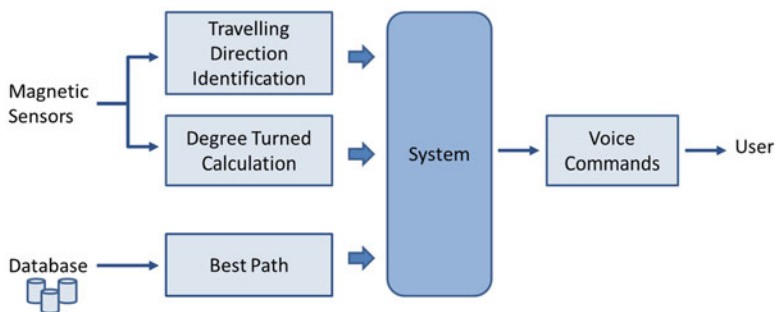 Travelling
Direction
Identification
Magnetic
Sensors
Degree Turned
Calculation
System
Voice
Commands
User
Database
Best Path